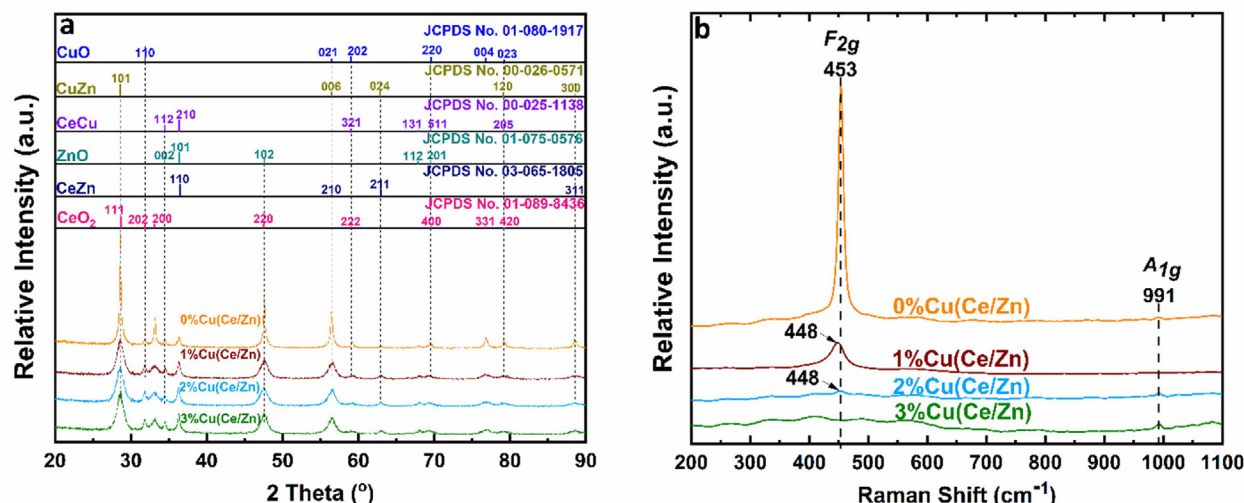 a
JCPDS No. 01-080-1917
CuO 110 021 202 220 004 023
JCPDS No. 00-026-0571
CuZn 101 006 024 120 300
JCPDS No. 00-025-1138
CeCu 112 210 321 131 511 205
JCPDS No. 01-075-0576
ZnO 002 101 102 112 201
JCPDS No. 03-065-1805
CeZn 110 210 211 311
JCPDS No. 01-089-8436
CeO2 111 202 200 220 222 400 331 420
0%Cu(Ce/Zn)
1%Cu(Ce/Zn)
2%Cu(Ce/Zn)
3%Cu(Ce/Zn)
Relative Intensity (a.u.)
20 30 40 50 60 70 80 90
2 Theta (o)
b
F2g
453
A1g
991
0%Cu(Ce/Zn)
448
1%Cu(Ce/Zn)
448
2%Cu(Ce/Zn)
3%Cu(Ce/Zn)
Relative Intensity (a.u.)
200 300 400 500 600 700 800 900 1000 1100
Raman Shift (cm-1)